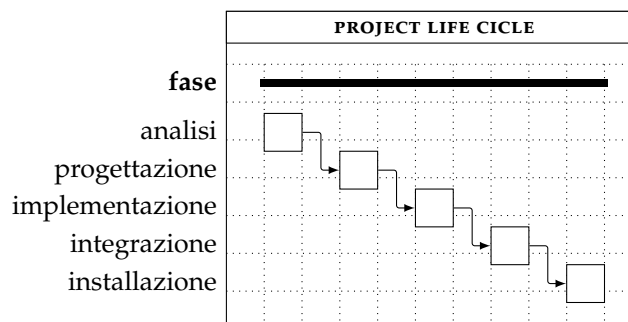 PROJECT LIFE CICLE
fase
analisi
progettazione
implementazione
integrazione
installazione